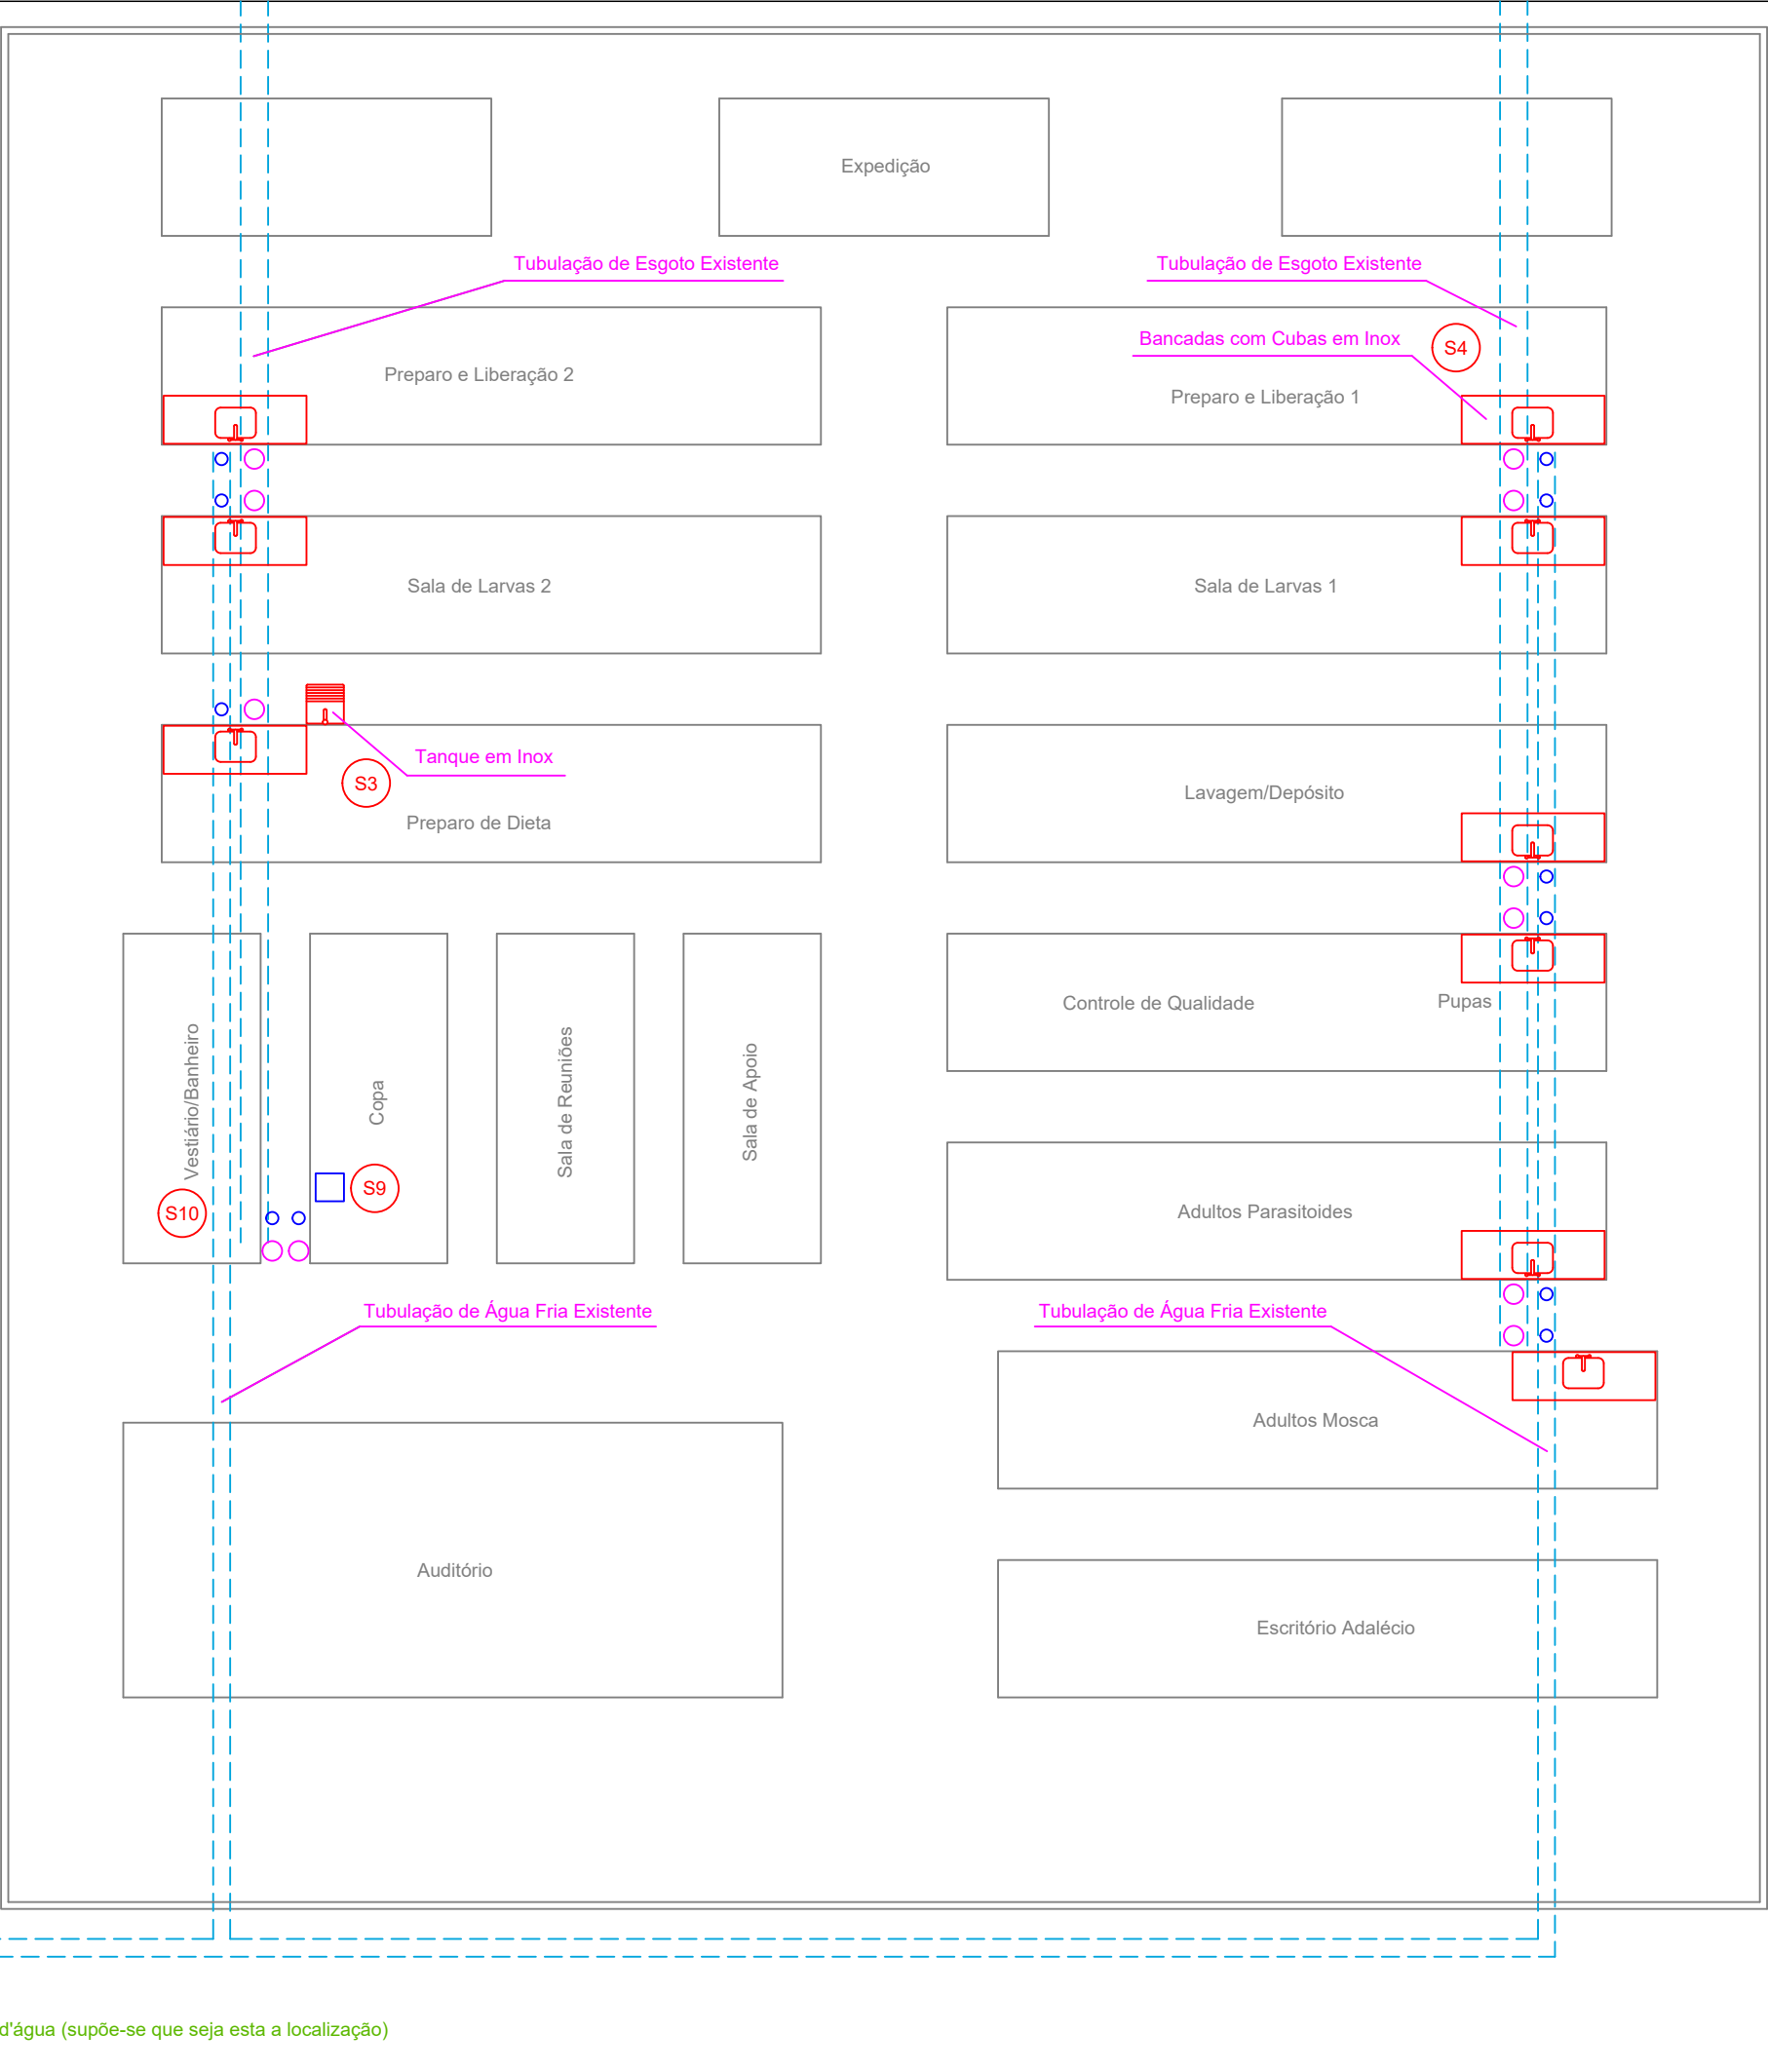 Expedição
Tubulação de Esgoto Existente
Tubulação de Esgoto Existente
Bancadas com Cubas em Inox
S4
Preparo e Liberação 2
Preparo e Liberação 1
Sala de Larvas 2
Sala de Larvas 1
Tanque em Inox
S3
Preparo de Dieta
Lavagem/Depósito
Vestiário/Banheiro
Copa
Sala de Reuniões
Sala de Apoio
Controle de Qualidade
Pupas
S10
S9
Adultos Parasitoides
Tubulação de Água Fria Existente
Tubulação de Água Fria Existente
Adultos Mosca
Auditório
Escritório Adalécio
d'água (supõe-se que seja esta a localização)